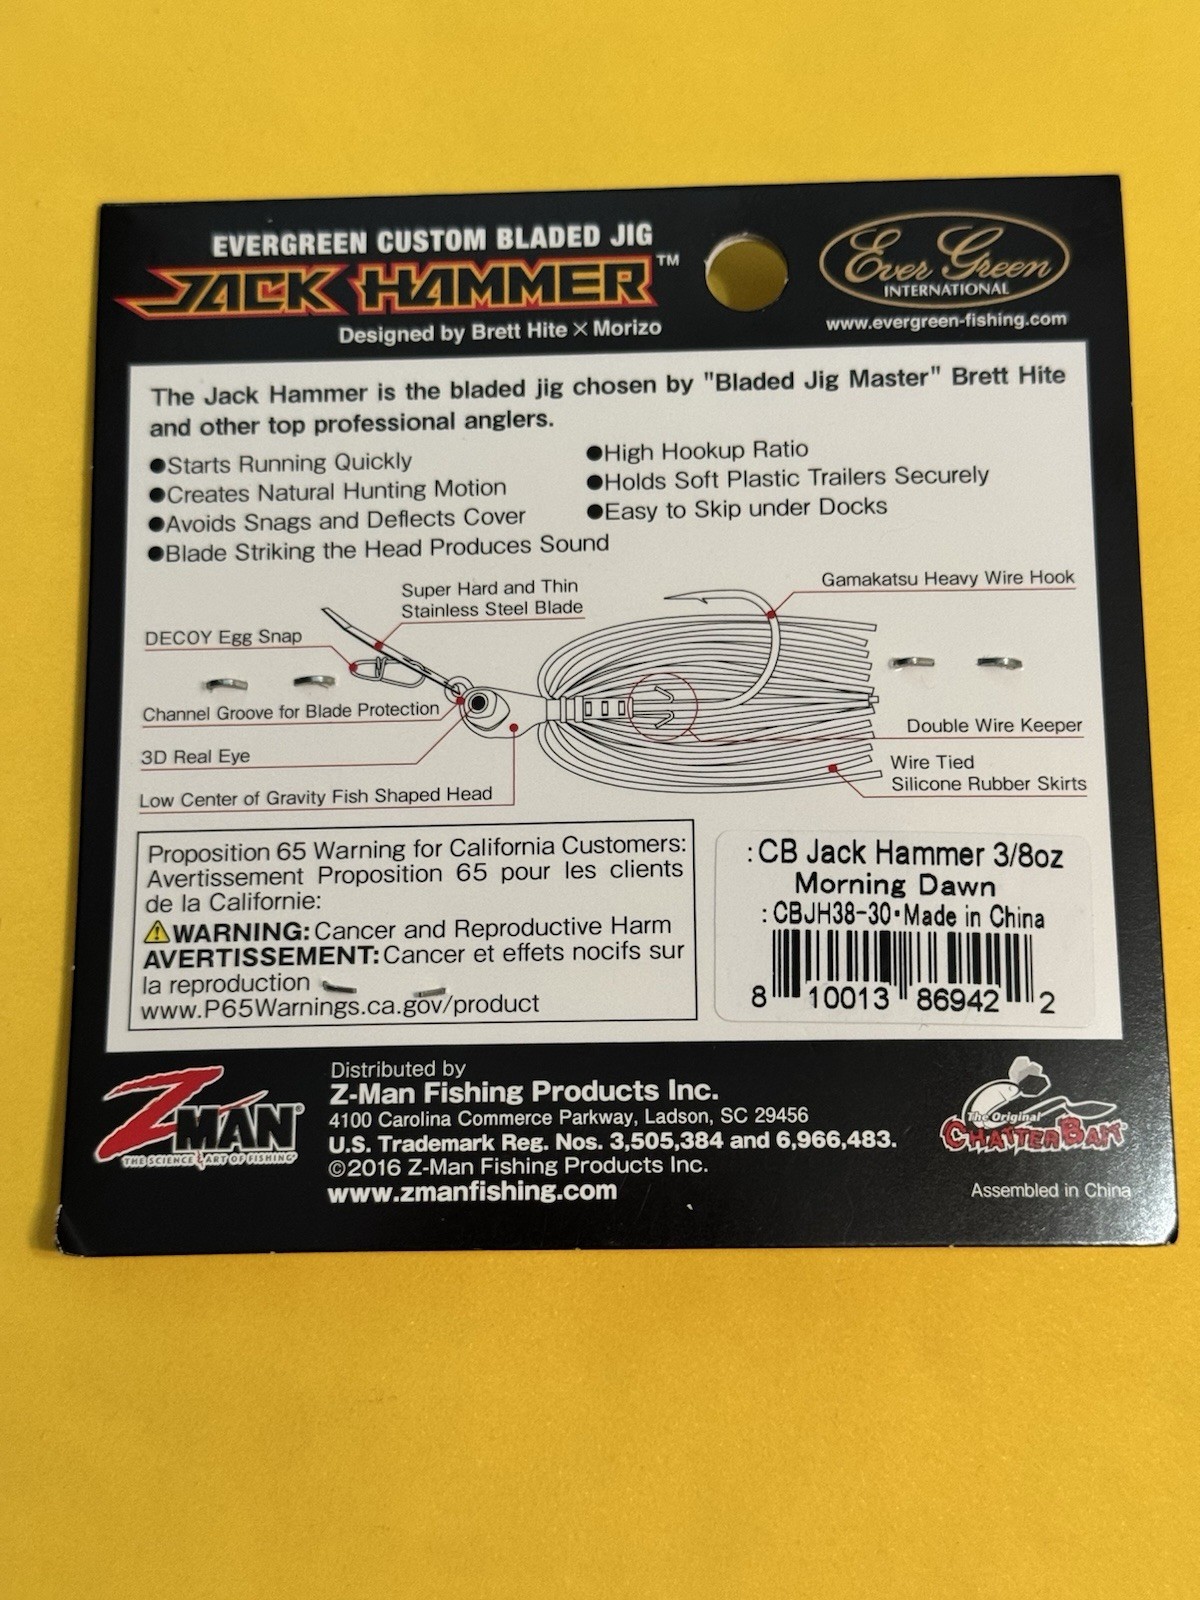 EVERGREEN CUSTOM BLADED JIG
JACK HAMMER™
Designed by Brett Hite × Morizo
Ever Green
INTERNATIONAL
www.evergreen-fishing.com
The Jack Hammer is the bladed jig chosen by "Bladed Jig Master" Brett Hite
and other top professional anglers.
●Starts Running Quickly
●Creates Natural Hunting Motion
●Avoids Snags and Deflects Cover
●Blade Striking the Head Produces Sound
●High Hookup Ratio
●Holds Soft Plastic Trailers Securely
●Easy to Skip under Docks
Super Hard and Thin
Stainless Steel Blade
Gamakatsu Heavy Wire Hook
DECOY Egg Snap
Channel Groove for Blade Protection
3D Real Eye
Low Center of Gravity Fish Shaped Head
Double Wire Keeper
Wire Tied
Silicone Rubber Skirts
Proposition 65 Warning for California Customers:
Avertissement Proposition 65 pour les clients
de la Californie:
⚠WARNING: Cancer and Reproductive Harm
AVERTISSEMENT: Cancer et effets nocifs sur
la reproduction
www.P65Warnings.ca.gov/product
:CB Jack Hammer 3/8oz
Morning Dawn
:CBJH38-30·Made in China
8 10013 86942 2
ZMAN®
THE SCIENCE & ART OF FISHING®
Distributed by
Z-Man Fishing Products Inc.
4100 Carolina Commerce Parkway, Ladson, SC 29456
U.S. Trademark Reg. Nos. 3,505,384 and 6,966,483.
©2016 Z-Man Fishing Products Inc.
www.zmanfishing.com
The Original
CHATTERBAIT
Assembled in China